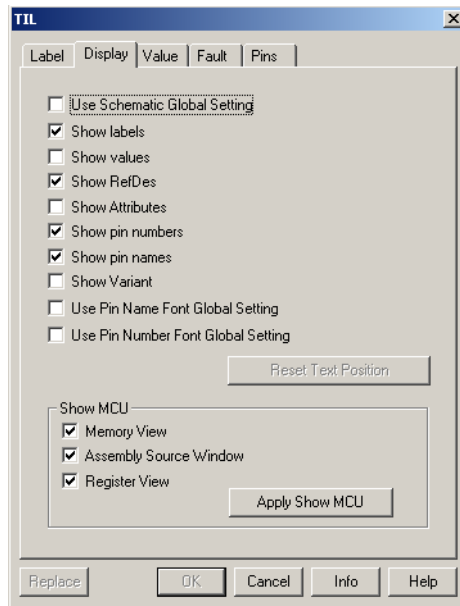 TIL
Label Display Value Fault Pins
Use Schematic Global Setting
Show labels
Show values
Show RefDes
Show Attributes
Show pin numbers
Show pin names
Show Variant
Use Pin Name Font Global Setting
Use Pin Number Font Global Setting
Reset Text Position
Show MCU
Memory View
Assembly Source Window
Register View
Apply Show MCU
Replace OK Cancel Info Help